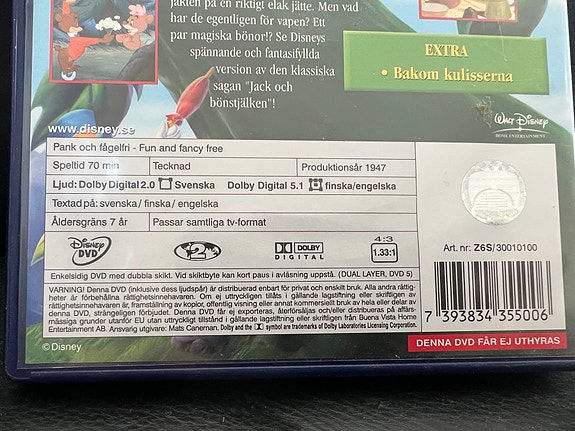 jakten på en riktigt elak jätte. Men vad
har de egentligen för vapen? Ett
par magiska bönor!? Se Disneys
spännande och fantasifyllda
version av den klassiska
sagan "Jack och
bönstjälken"!
EXTRA
• Bakom kulisserna
www.disney.se
WALT DISNEY
HOME ENTERTAINMENT
Pank och fågelfri - Fun and fancy free
Speltid 70 min Tecknad Produktionsår 1947
Ljud: Dolby Digital 2.0 Svenska Dolby Digital 5.1 finska/engelska
Textad på: svenska / finska/ engelska
Åldersgräns 7 år Passar samtliga tv-format
Disney DVD
2
DOLBY DIGITAL
4:3
1.33:1
Art. nr: Z6S/30010100
Enkelsidig DVD med dubbla skikt. Vid skiktbyte kan kort paus i avläsning uppstå. (DUAL LAYER, DVD 5)
VARNING! Denna DVD (inklusive dess ljudspår) är distribuerad enbart för privat och enskilt bruk. Alla andra rättig-
heter är förbehållna rättighetsinnehavaren. Om ej uttryckligen tillåts i gällande lagstiftning eller skriftligen av
rättighetsinnehavaren är, framställning av kopior, offentlig visning eller annat kommersiellt bruk av hela eller delar av
denna DVD, strängeligen förbjudet. Denna DVD får ej exporteras, återförsäljas och/eller distribueras på affärs-
mässiga grunder utanför EU utan uttryckligt tillstånd i gällande lagstiftning eller skriftligen från Buena Vista Home
Entertainment AB. Ansvarig utgivare: Mats Caneman. Dolby and the symbol are trademarks of Dolby Laboratories Licensing Corporation.
7 393834 355006
DENNA DVD FÅR EJ UTHYRAS
© Disney